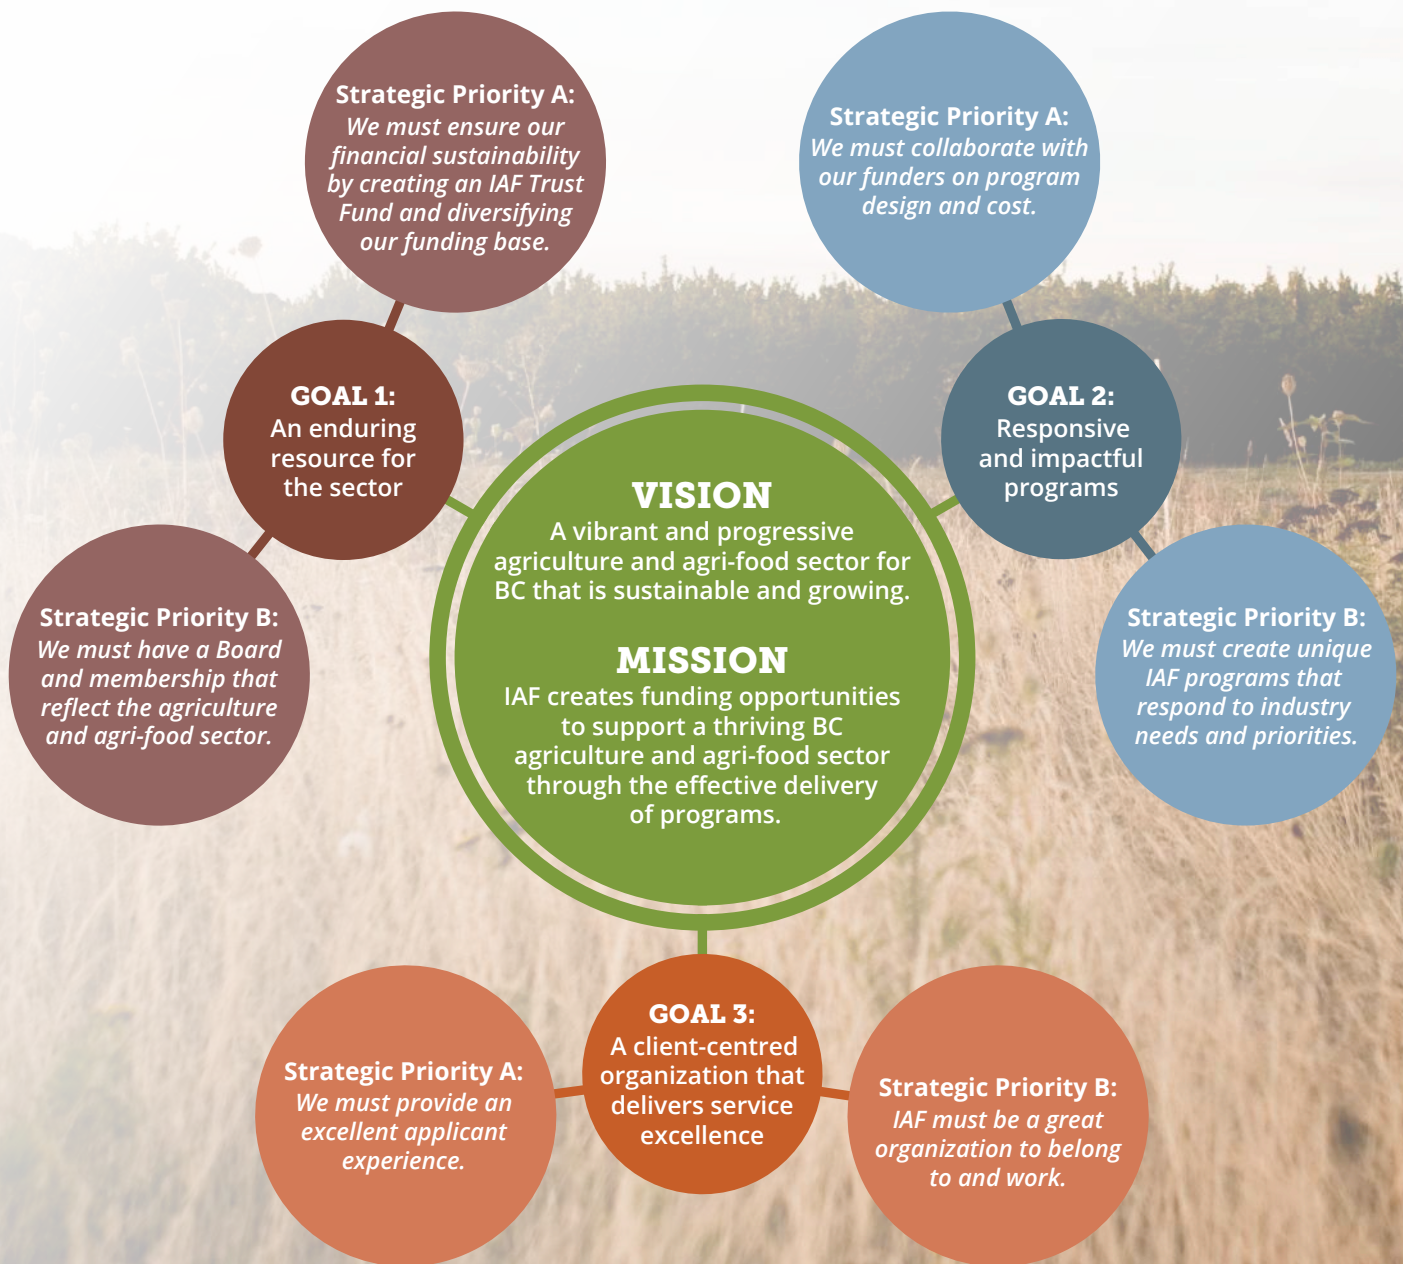 Strategic Priority A:
We must ensure our
financial sustainability
by creating an IAF Trust
Fund and diversifying
our funding base.
Strategic Priority A:
We must collaborate with
our funders on program
design and cost.
GOAL 1:
An enduring
resource for
the sector
GOAL 2:
Responsive
and impactful
programs
VISION
A vibrant and progressive
agriculture and agri-food sector for
BC that is sustainable and growing.
MISSION
IAF creates funding opportunities
to support a thriving BC
agriculture and agri-food sector
through the effective delivery
of programs.
Strategic Priority B:
We must have a Board
and membership that
reflect the agriculture
and agri-food sector.
Strategic Priority B:
We must create unique
IAF programs that
respond to industry
needs and priorities.
GOAL 3:
A client-centred
organization that
delivers service
excellence
Strategic Priority A:
We must provide an
excellent applicant
experience.
Strategic Priority B:
IAF must be a great
organization to belong
to and work.